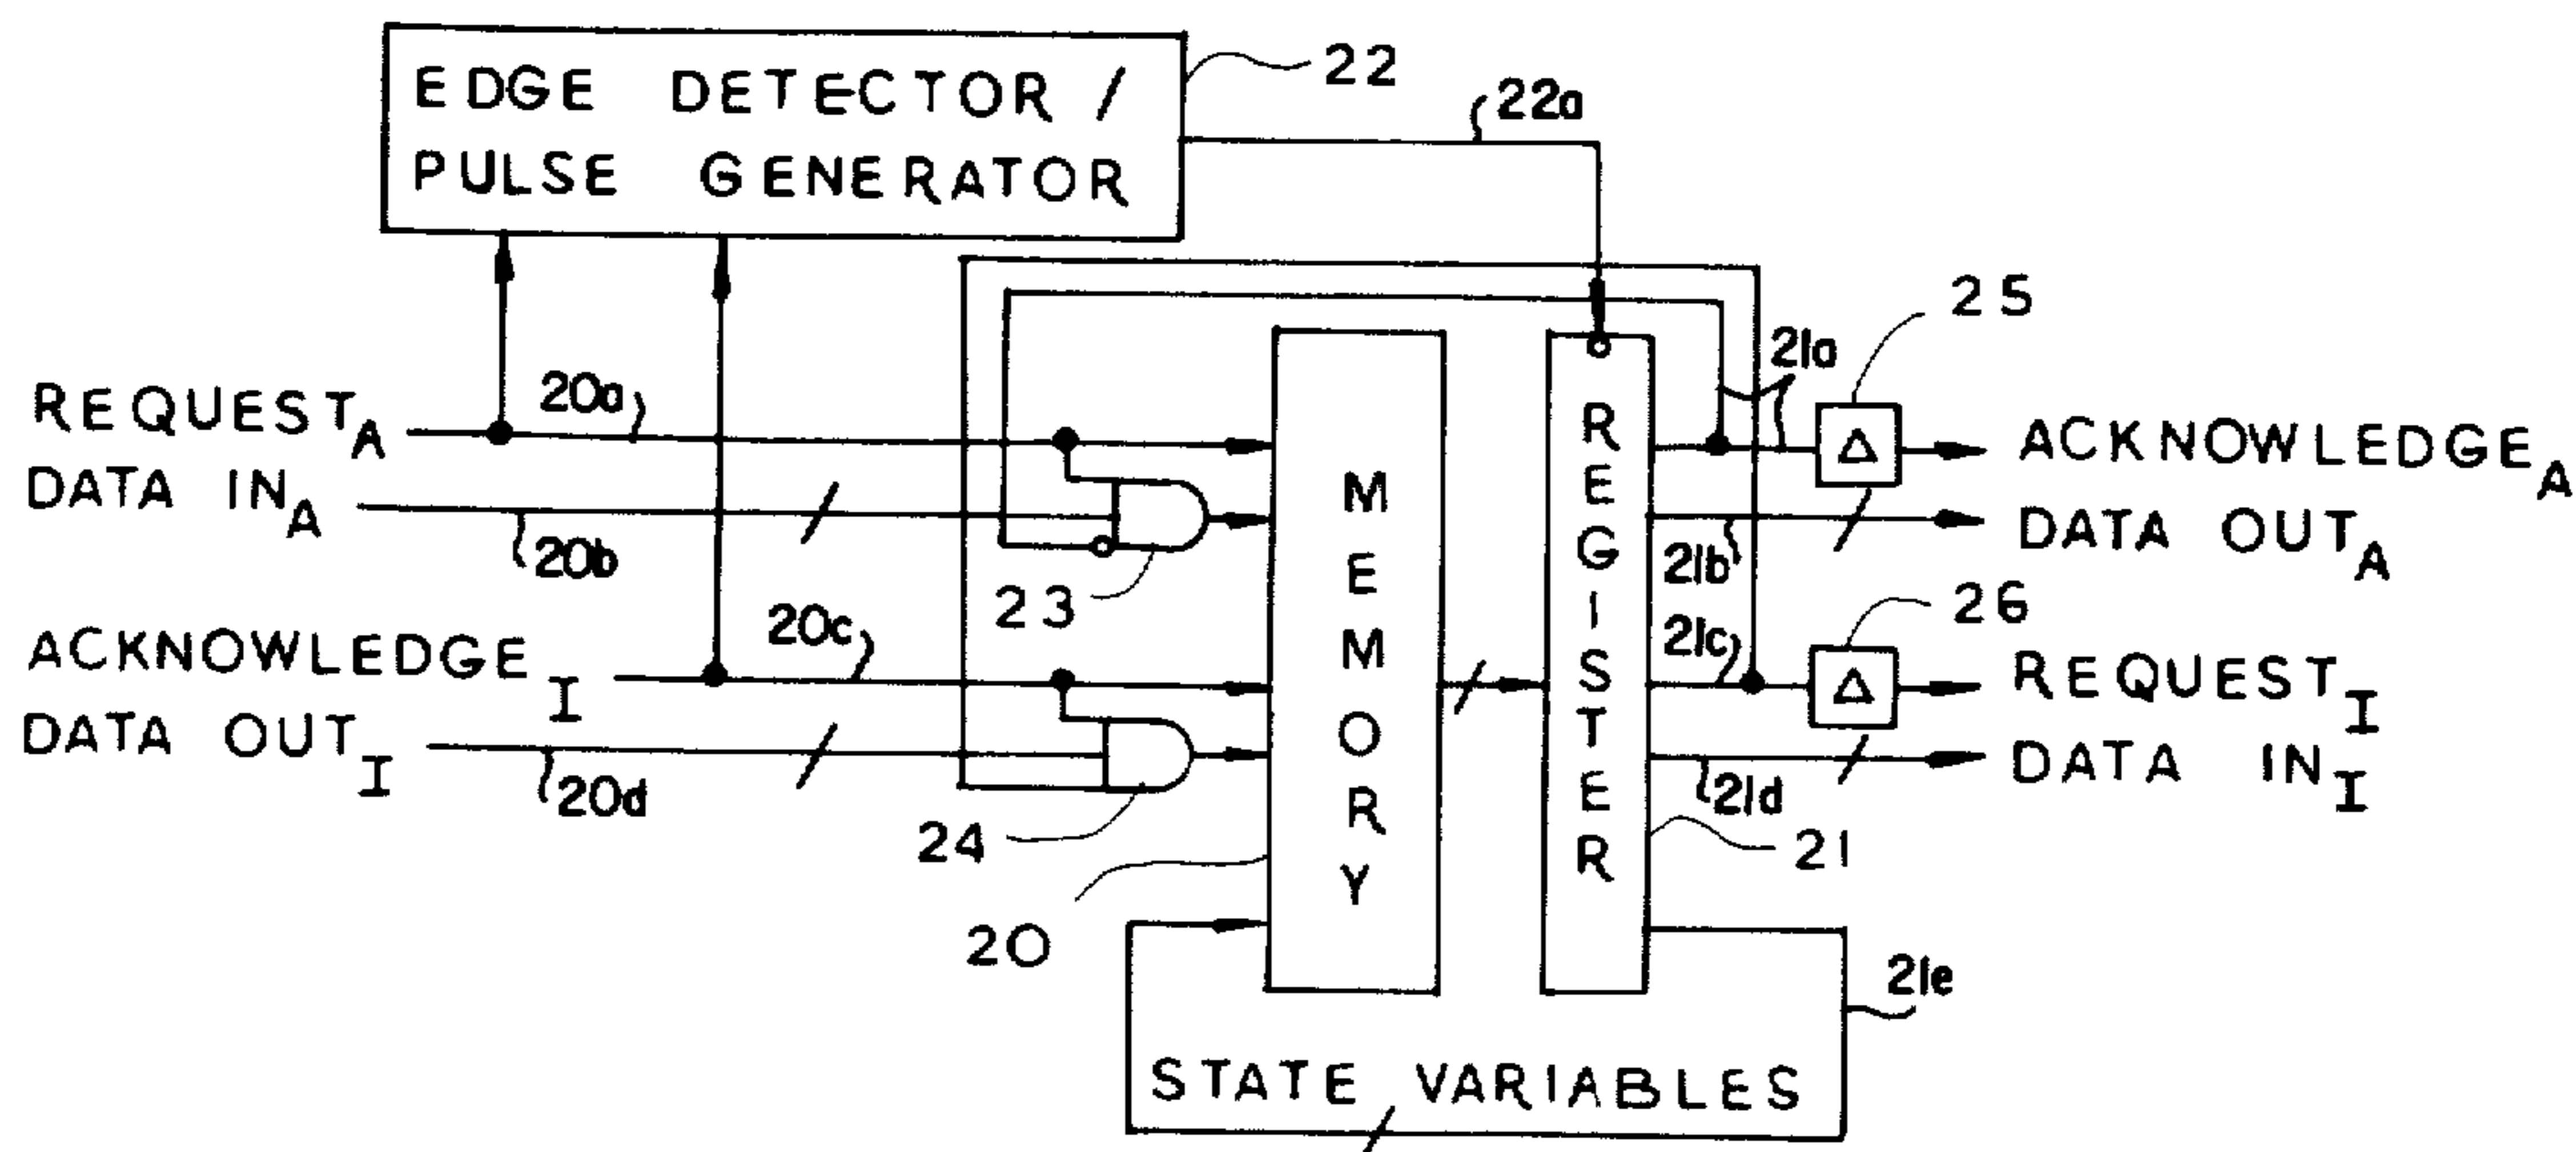 EDGE DETECTOR /
PULSE GENERATOR
22
22a
25
21a
REQUEST A
20a
ACKNOWLEDGE A
DATA IN A
20b
DATA OUT A
21b
23
26
ACKNOWLEDGE I
20c
21c
REQUEST I
DATA OUT I
20d
DATA IN I
21d
24
21
MEMORY
REGISTER
20
21e
STATE VARIABLES